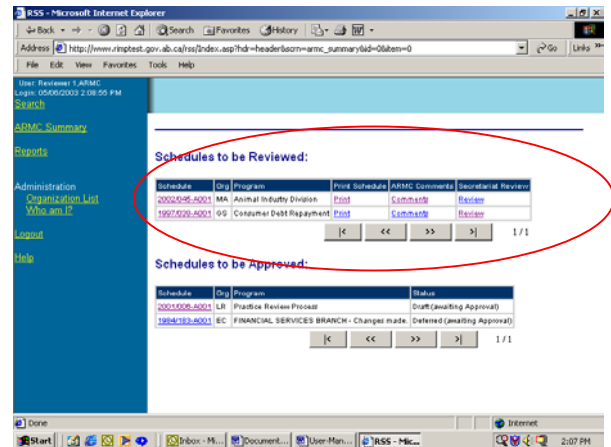 RSS - Microsoft Internet Explorer
Back Search Favorites History
Address http://www.rimptest.gov.ab.ca/rss/Index.asp?hdr=header&scrn=armc_summary&id=0&item=0 Go Links »
File Edit View Favorites Tools Help
User: Reviewer 1,ARMC
Login: 05/06/2003 2:08:55 PM
Search
ARMC Summary
Reports
Administration
Organization List
Who am I?
Logout
Help
Schedules to be Reviewed:
Schedule Org Program Print Schedule ARMC Comments Secretariat Review
2002/045-A001 MA Animal Industry Division Print Comments Review
1997/039-A001 GS Consumer Debt Repayment Print Comments Review
|< << >> >| 1/1
Schedules to be Approved:
Schedule Org Program Status
2001/006-A001 LR Practice Review Process Draft (awaiting Approval)
1984/183-A001 EC FINANCIAL SERVICES BRANCH - Changes made. Deferred (awaiting Approval)
|< << >> >| 1/1
Done Internet
Start Inbox - M... Document... User-Man... RSS - Mic... 2:07 PM